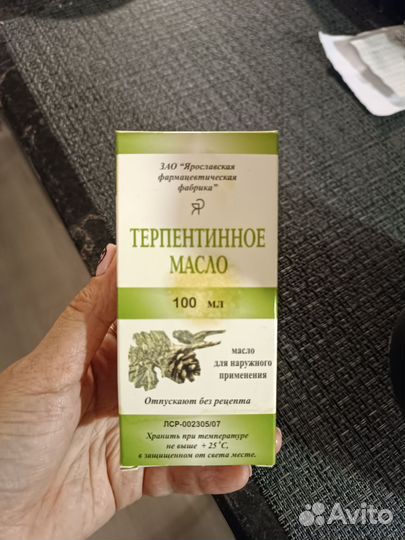 ЗАО "Ярославская
фармацевтическая
фабрика"
ЯР
ТЕРПЕНТИННОЕ
МАСЛО
100 мл
масло
для наружного
применения
Отпускают без рецепта
ЛСР-002305/07
Хранить при температуре
не выше +25°С,
в защищенном от света месте.
Avito